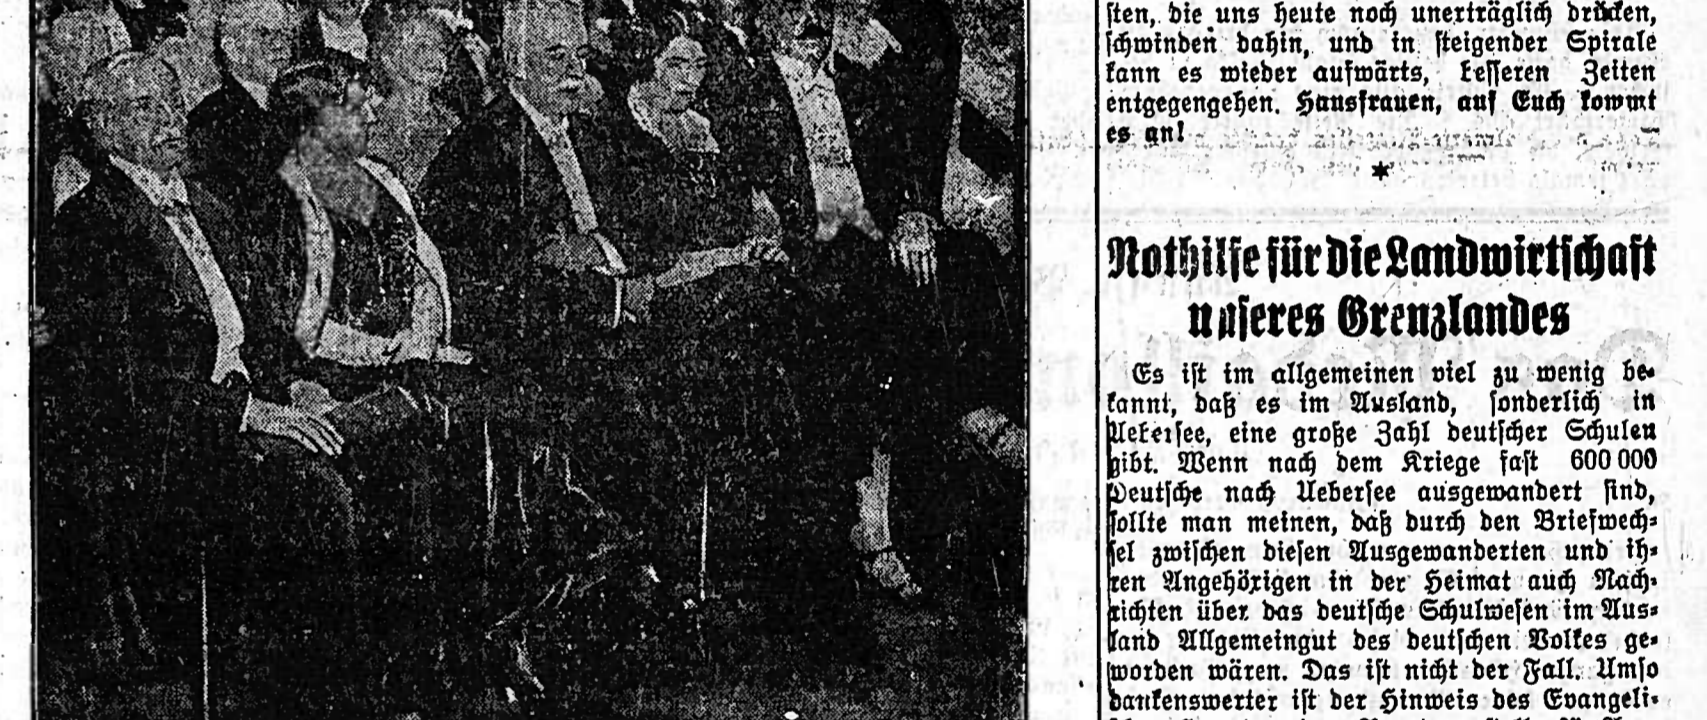 sten, die uns heute noch unerträglich drücken,
schwinden dahin, und in steigender Spirale
kann es wieder aufwärts, besseren Zeiten
entgegengehen. Hausfrauen, auf Euch kommt
es an!
*
Nothilfe für die Landwirtschaft
unseres Grenzlandes
Es ist im allgemeinen viel zu wenig be-
kannt, daß es im Ausland, sonderlich in
Uebersee, eine große Zahl deutscher Schulen
gibt. Wenn nach dem Kriege fast 600 000
Deutsche nach Uebersee ausgewandert sind,
sollte man meinen, daß durch den Briefwech-
sel zwischen diesen Ausgewanderten und ih-
ren Angehörigen in der Heimat auch Nach-
richten über das deutsche Schulwesen im Aus-
land Allgemeingut des deutschen Volkes ge-
worden wären. Das ist nicht der Fall. Umso
dankenswerter ist der Hinweis des Evangeli-